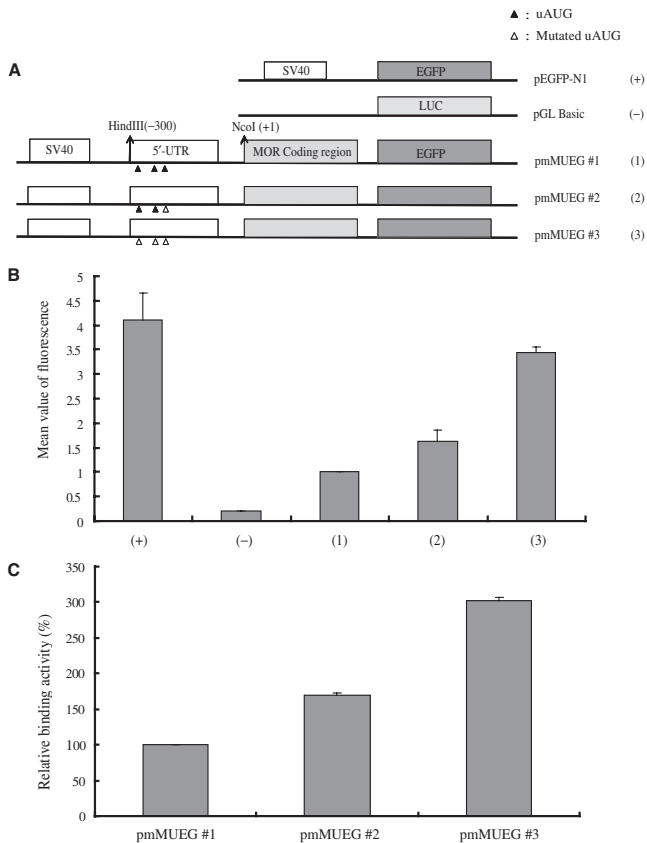 ▲ : uAUG
△ : Mutated uAUG
A
SV40 EGFP pEGFP-N1 (+)
LUC pGL Basic (−)
HindIII(−300) NcoI (+1)
SV40 5′-UTR MOR Coding region EGFP pmMUEG #1 (1)
pmMUEG #2 (2)
pmMUEG #3 (3)
B
Mean value of fluorescence
5
4.5
4
3.5
3
2.5
2
1.5
1
0.5
0
(+) (−) (1) (2) (3)
C
Relative binding activity (%)
350
300
250
200
150
100
50
0
pmMUEG #1 pmMUEG #2 pmMUEG #3